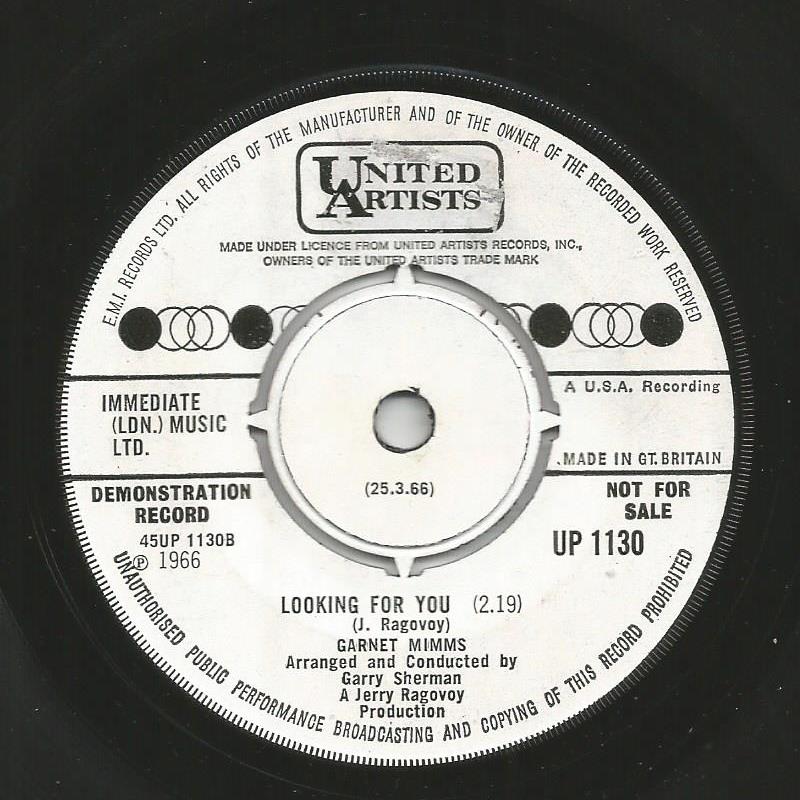 E.M.I. RECORDS LTD. ALL RIGHTS OF THE MANUFACTURER AND OF THE OWNER OF THE RECORDED WORK RESERVED
UNITED
ARTISTS
MADE UNDER LICENCE FROM UNITED ARTISTS RECORDS, INC.,
OWNERS OF THE UNITED ARTISTS TRADE MARK
IMMEDIATE
(LDN.) MUSIC
LTD.
A U.S.A. Recording
MADE IN GT. BRITAIN
DEMONSTRATION
RECORD
45UP 1130B
℗ 1966
(25.3.66)
NOT FOR
SALE
UP 1130
LOOKING FOR YOU (2.19)
(J. Ragovoy)
GARNET MIMMS
Arranged and Conducted by
Garry Sherman
A Jerry Ragovoy
Production
UNAUTHORISED PUBLIC PERFORMANCE BROADCASTING AND COPYING OF THIS RECORD PROHIBITED